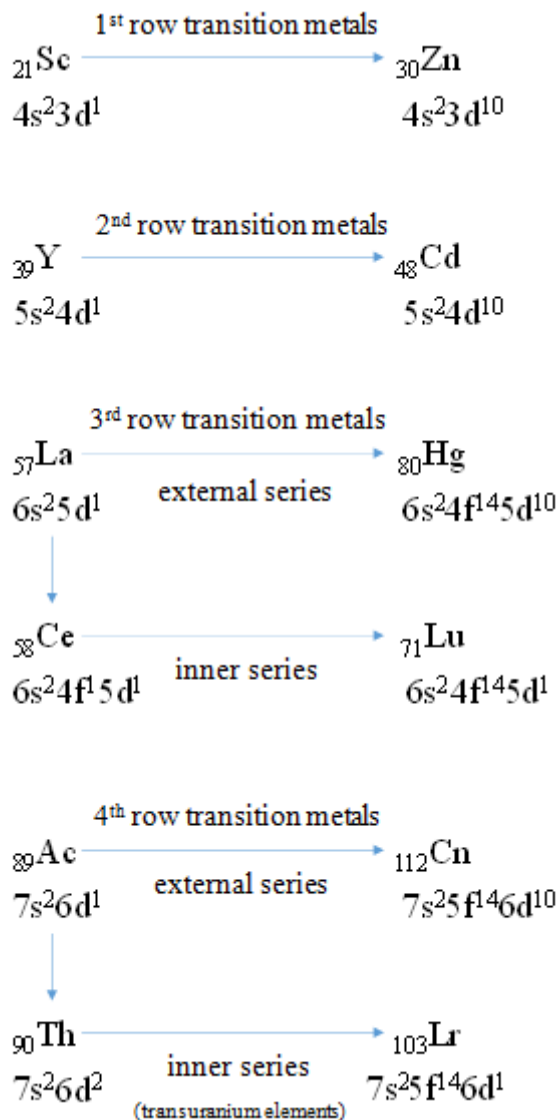 1ˢᵗ row transition metals
₂₁Sc ₃₀Zn
4s²3d¹ 4s²3d¹⁰
2ⁿᵈ row transition metals
₃₉Y ₄₈Cd
5s²4d¹ 5s²4d¹⁰
3ʳᵈ row transition metals
₅₇La ₈₀Hg
external series
6s²5d¹ 6s²4f¹⁴5d¹⁰
₅₈Ce ₇₁Lu
inner series
6s²4f¹5d¹ 6s²4f¹⁴5d¹
4ᵗʰ row transition metals
₈₉Ac ₁₁₂Cn
external series
7s²6d¹ 7s²5f¹⁴6d¹⁰
₉₀Th ₁₀₃Lr
inner series
7s²6d² 7s²5f¹⁴6d¹
(transuranium elements)